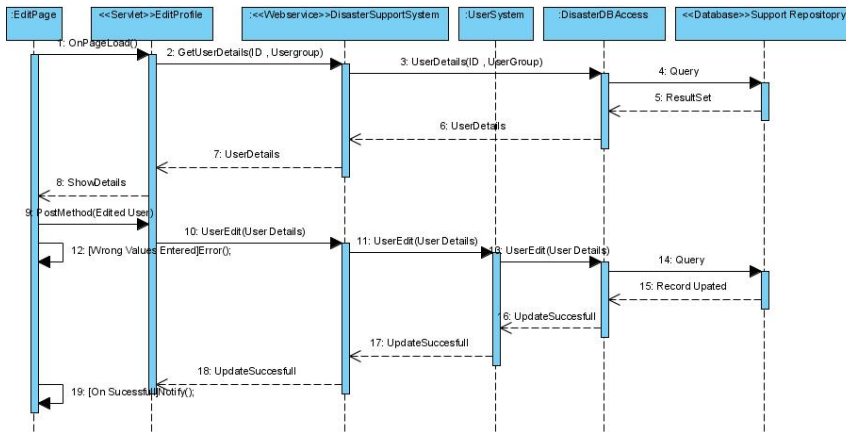 :EditPage
<<Servlet>>EditProfile
:<<Webservice>>DisasterSupportSystem
:UserSystem
:DisasterDBAccess
<<Database>>Support Repositopry
1: OnPageLoad()
2: GetUserDetails(ID , Usergroup)
3: UserDetails(ID , UserGroup)
4: Query
5: ResultSet
6: UserDetails
7: UserDetails
8: ShowDetails
9: PostMethod(Edited User)
10: UserEdit(User Details)
11: UserEdit(User Details)
12: [Wrong Values Entered]Error();
13: UserEdit(User Details)
14: Query
15: Record Upated
16: UpdateSuccesfull
17: UpdateSuccesfull
18: UpdateSuccesfull
19: [On Sucessfull]Notify();